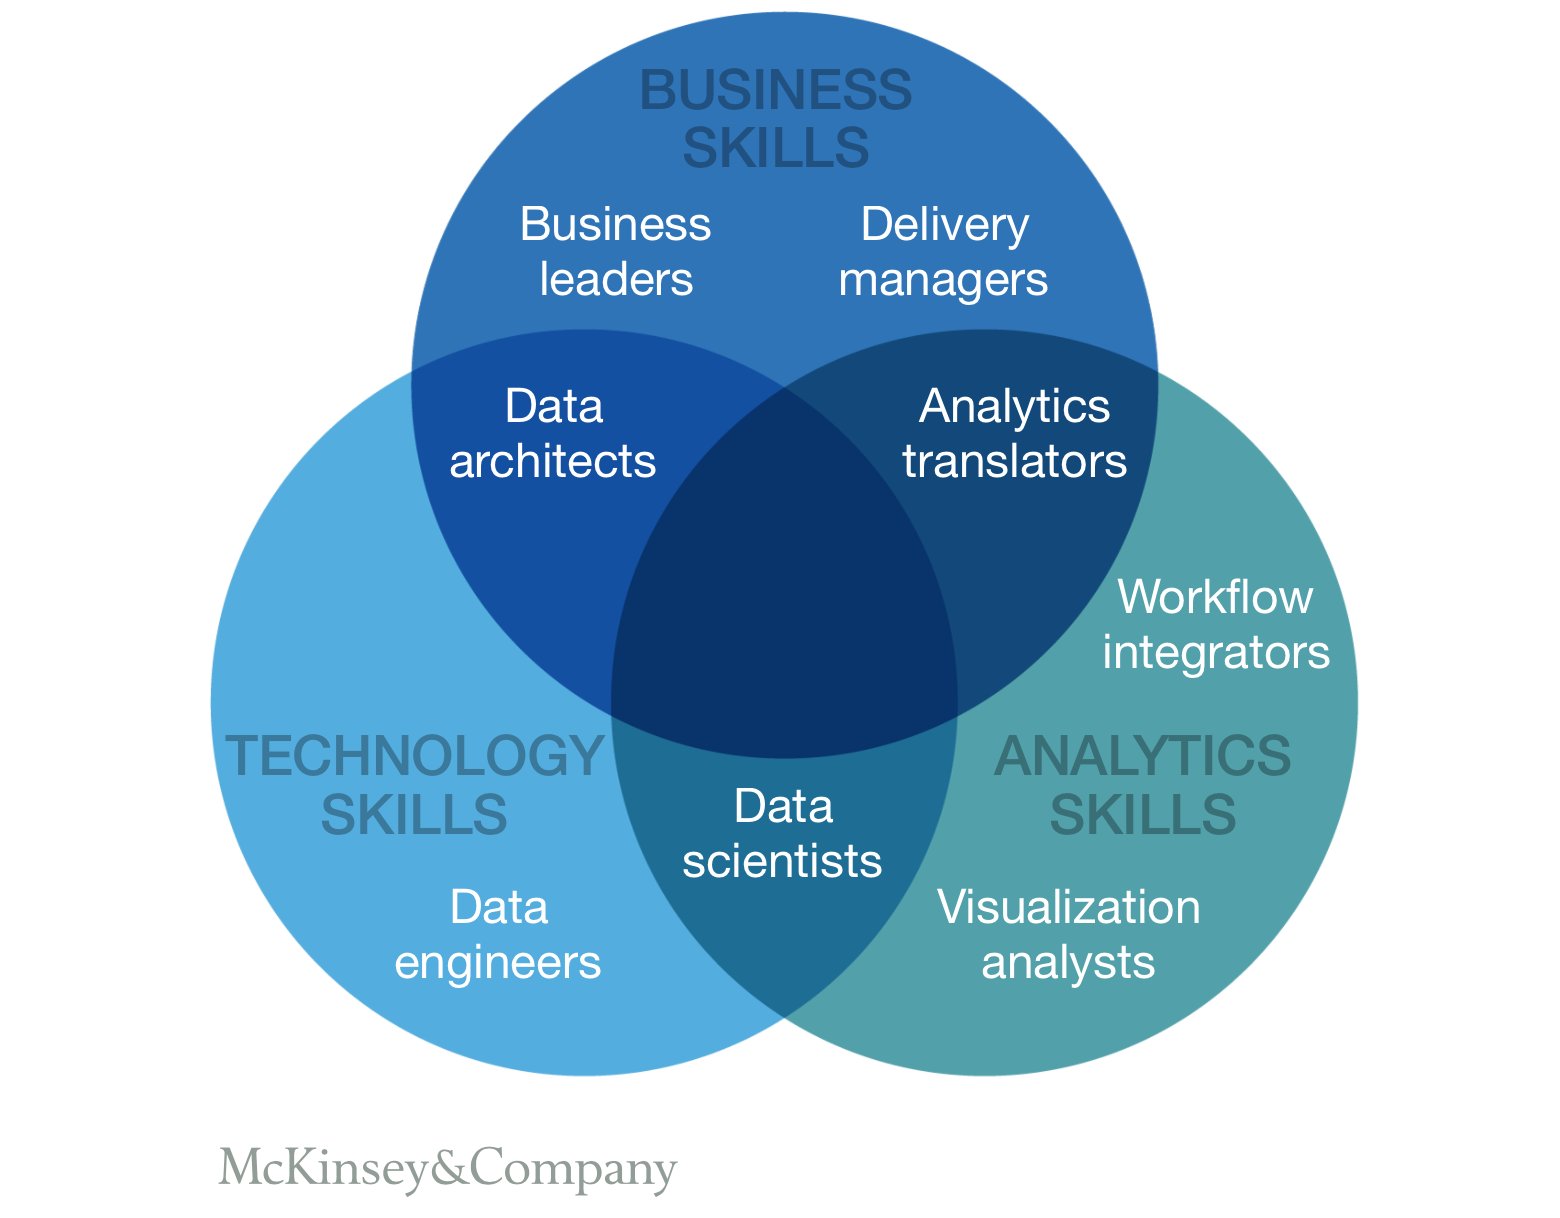 BUSINESS
SKILLS
Business
leaders
Delivery
managers
Data
architects
Analytics
translators
Workflow
integrators
TECHNOLOGY
SKILLS
ANALYTICS
SKILLS
Data
scientists
Data
engineers
Visualization
analysts
McKinsey&Company